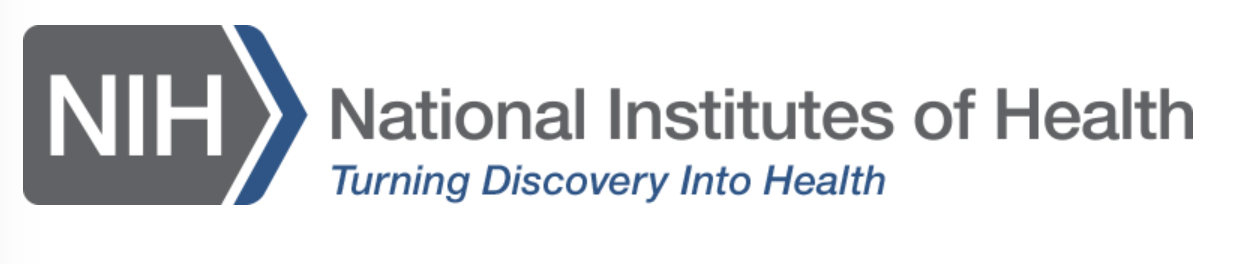 NIH
National Institutes of Health
Turning Discovery Into Health